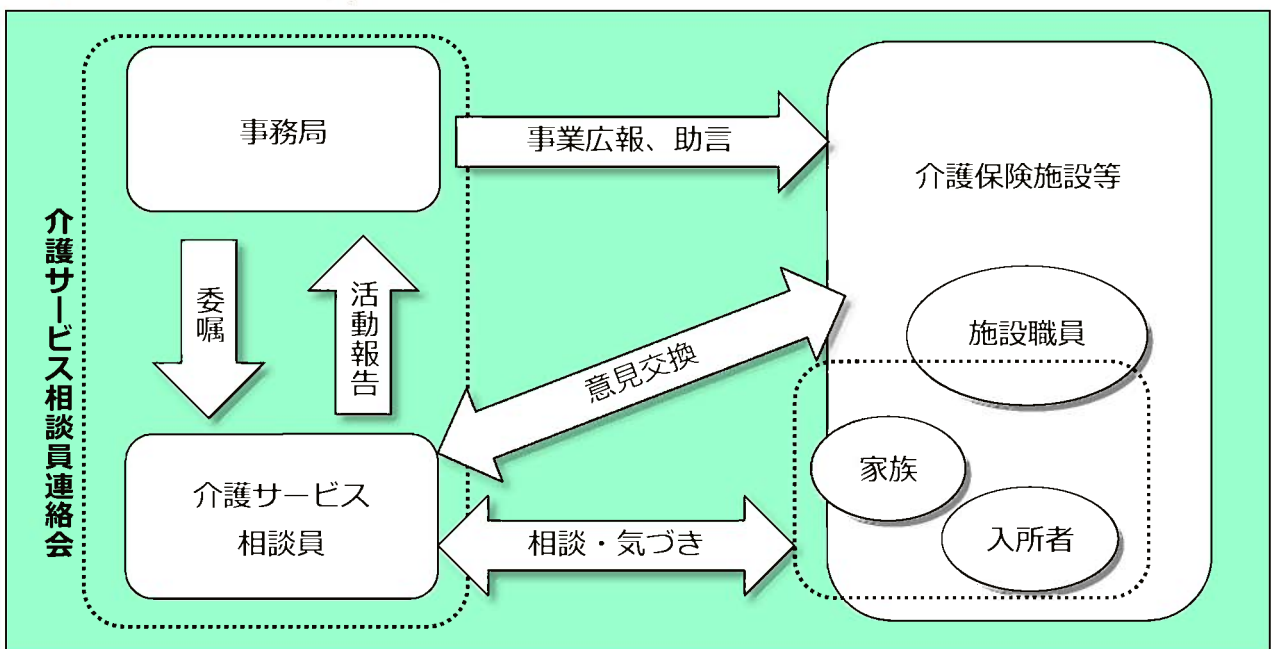 介護サービス相談員連絡会
事務局
事業広報、助言
介護保険施設等
委嘱
活動報告
意見交換
施設職員
家族
入所者
介護サービス
相談員
相談・気づき